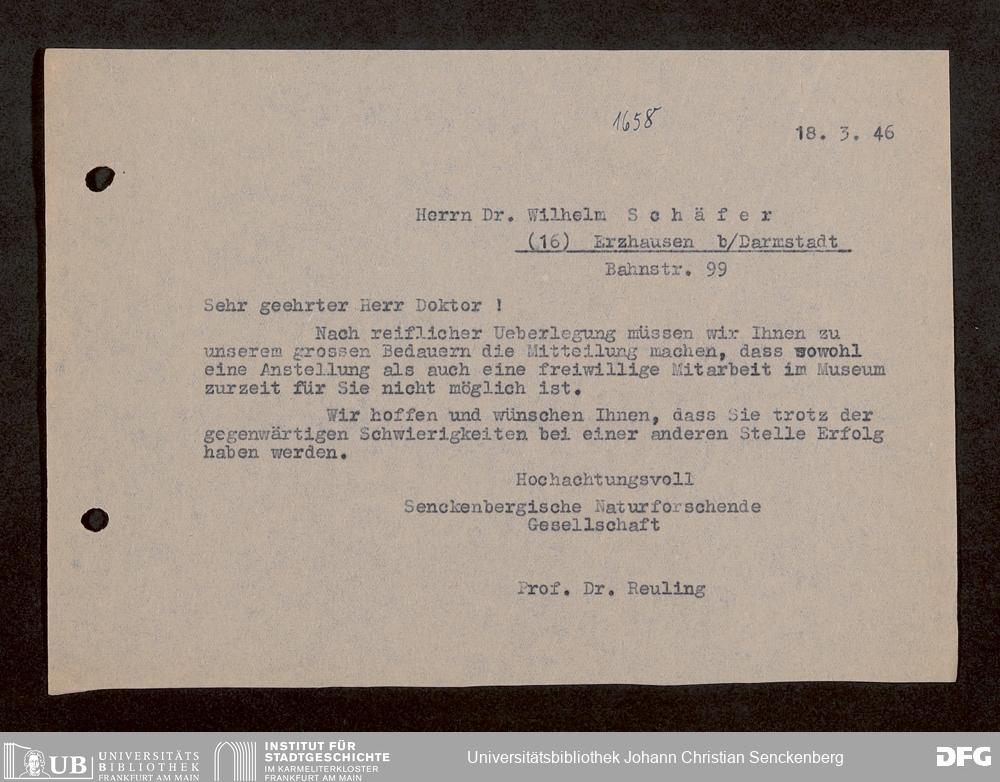 1658
18. 3. 46
Herrn Dr. Wilhelm S c h ä f e r
(16) Erzhausen b/Darmstadt
Bahnstr. 99
Sehr geehrter Herr Doktor !
Nach reiflicher Ueberlegung müssen wir Ihnen zu
unserem grossen Bedauern die Mitteilung machen, dass sowohl
eine Anstellung als auch eine freiwillige Mitarbeit im Museum
zurzeit für Sie nicht möglich ist.
Wir hoffen und wünschen Ihnen, dass Sie trotz der
gegenwärtigen Schwierigkeiten bei einer anderen Stelle Erfolg
haben werden.
Hochachtungsvoll
Senckenbergische Naturforschende
Gesellschaft
Prof. Dr. Reuling
UB UNIVERSITÄTS
BIBLIOTHEK
FRANKFURT AM MAIN
INSTITUT FÜR
STADTGESCHICHTE
IM KARMELITERKLOSTER
FRANKFURT AM MAIN
Universitätsbibliothek Johann Christian Senckenberg
DFG